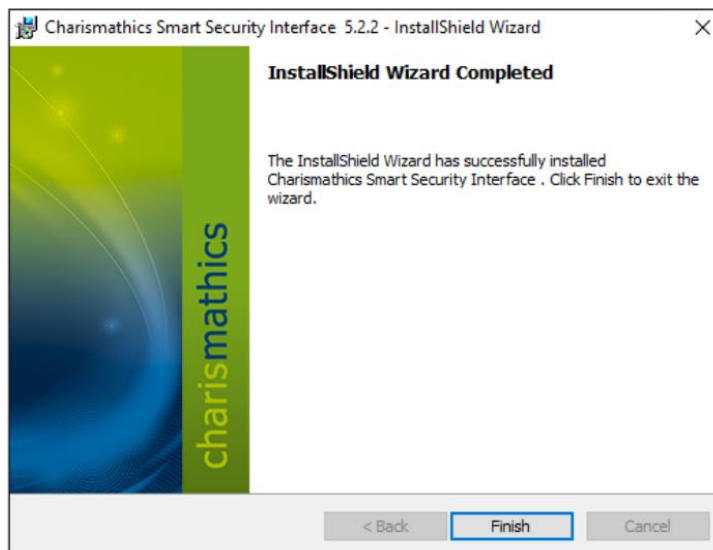 Charismathics Smart Security Interface 5.2.2 - InstallShield Wizard
InstallShield Wizard Completed
The InstallShield Wizard has successfully installed
Charismathics Smart Security Interface . Click Finish to exit the
wizard.
charismathics
< Back
Finish
Cancel